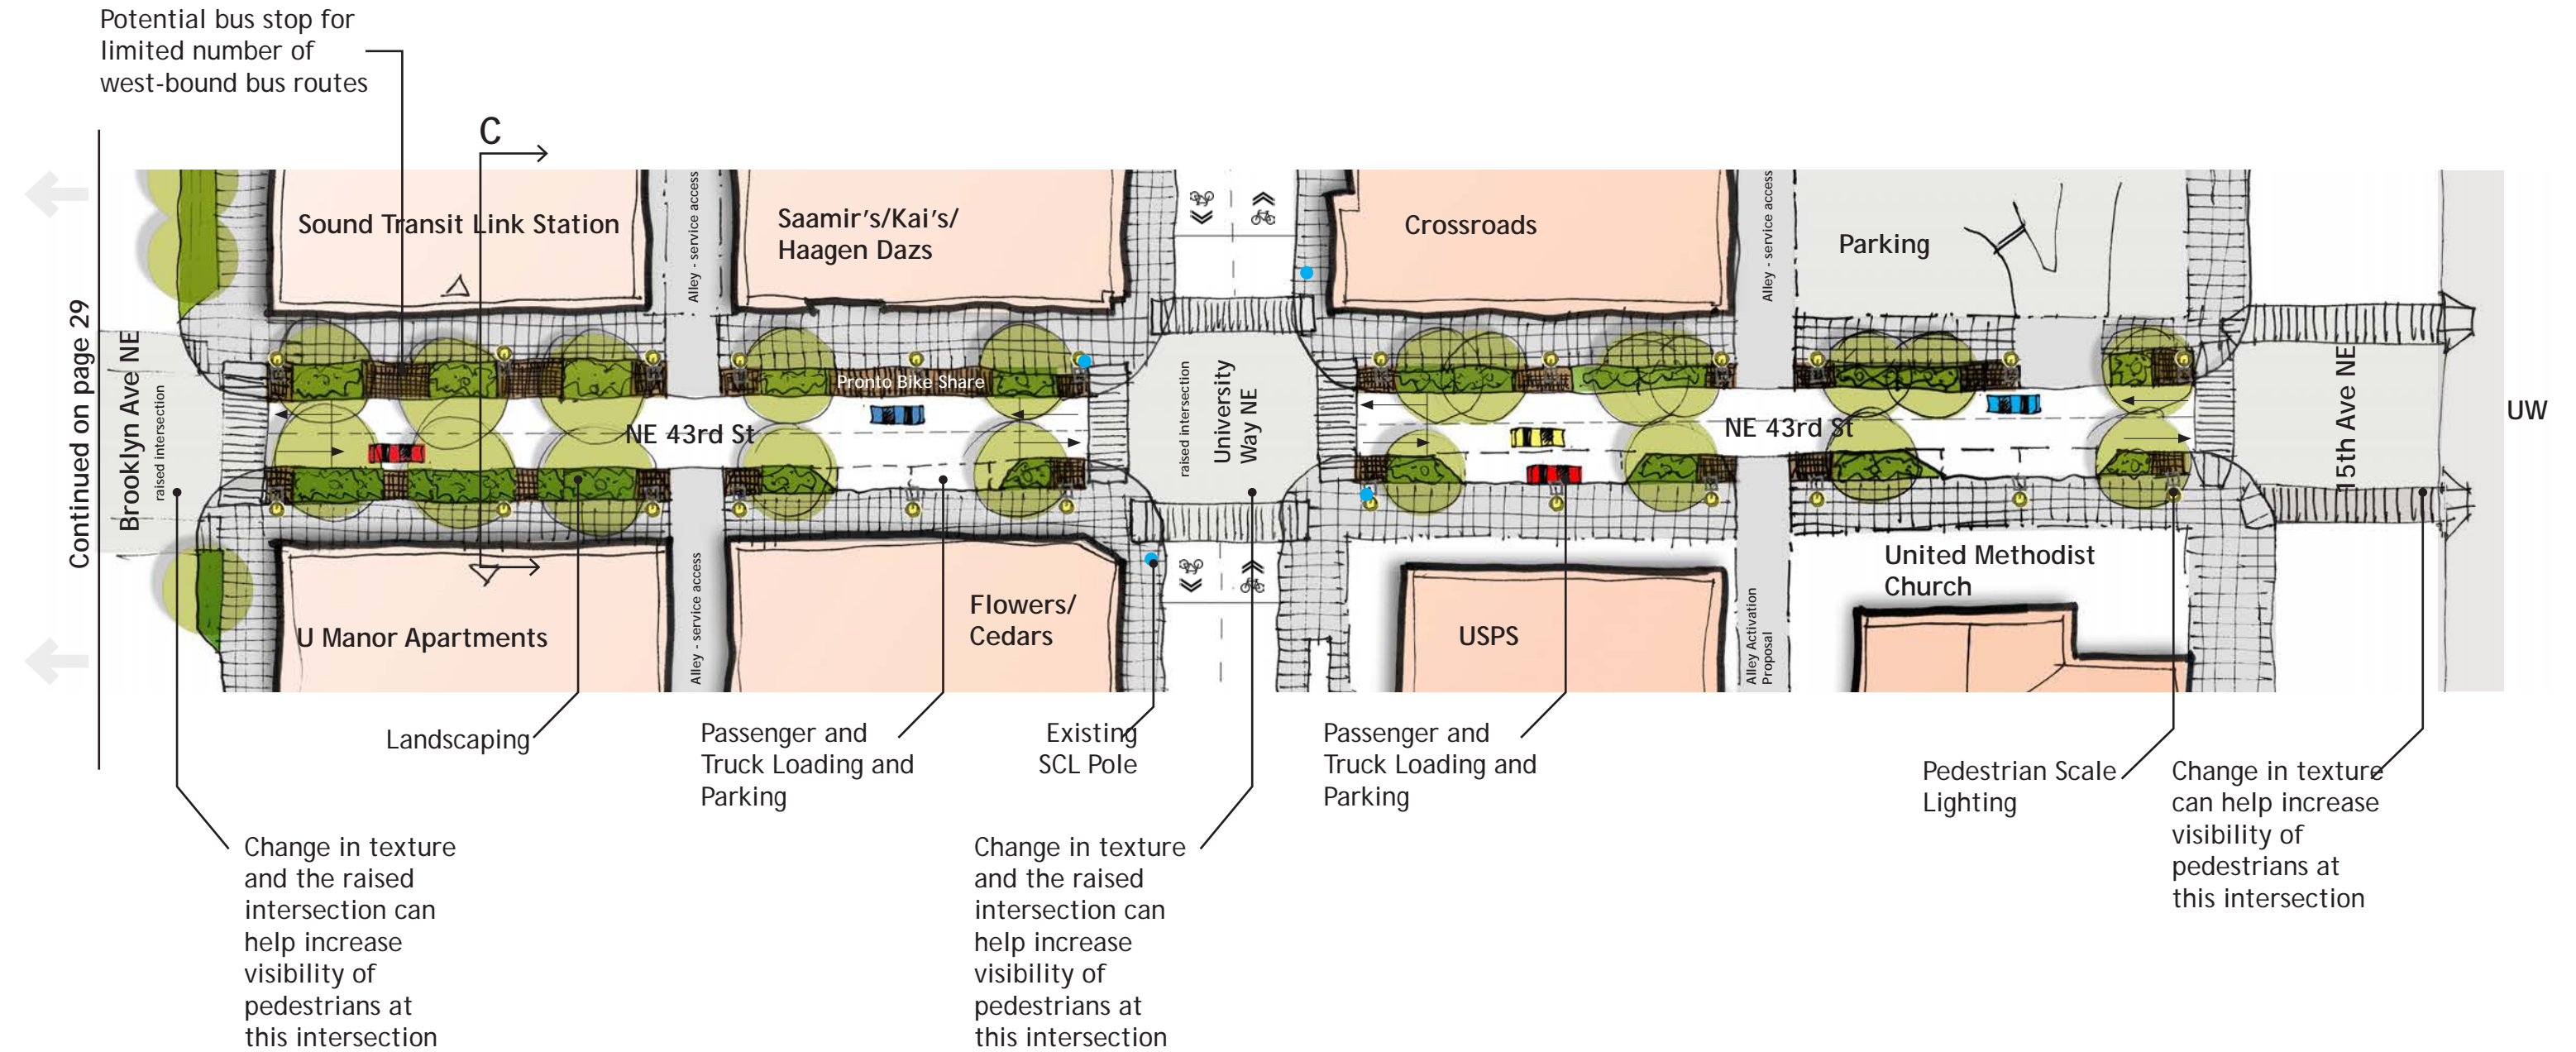 Potential bus stop for
limited number of
west-bound bus routes
C
Continued on page 29
Brooklyn Ave NE
raised intersection
Sound Transit Link Station
Alley - service access
Saamir's/Kai's/
Haagen Dazs
Crossroads
Alley - service access
Parking
Pronto Bike Share
NE 43rd St
raised intersection
University
Way NE
NE 43rd St
15th Ave NE
UW
U Manor Apartments
Alley - service access
Flowers/
Cedars
USPS
Alley Activation
Proposal
United Methodist
Church
Landscaping
Passenger and
Truck Loading and
Parking
Existing
SCL Pole
Passenger and
Truck Loading and
Parking
Pedestrian Scale
Lighting
Change in texture
can help increase
visibility of
pedestrians at
this intersection
Change in texture
and the raised
intersection can
help increase
visibility of
pedestrians at
this intersection
Change in texture
and the raised
intersection can
help increase
visibility of
pedestrians at
this intersection